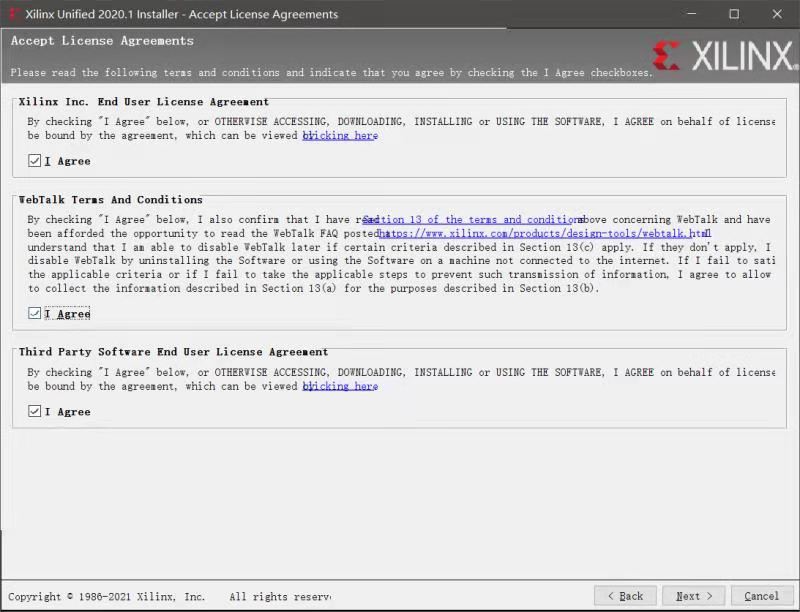 Xilinx Unified 2020.1 Installer - Accept License Agreements
Accept License Agreements
XILINX
Please read the following terms and conditions and indicate that you agree by checking the I Agree checkboxes.
Xilinx Inc. End User License Agreement
By checking "I Agree" below, or OTHERWISE ACCESSING, DOWNLOADING, INSTALLING or USING THE SOFTWARE, I AGREE on behalf of license
be bound by the agreement, which can be viewed by clicking here
I Agree
WebTalk Terms And Conditions
By checking "I Agree" below, I also confirm that I have read Section 13 of the terms and conditions above concerning WebTalk and have
been afforded the opportunity to read the WebTalk FAQ posted at https://www.xilinx.com/products/design-tools/webtalk.html
understand that I am able to disable WebTalk later if certain criteria described in Section 13(c) apply. If they don't apply, I
disable WebTalk by uninstalling the Software or using the Software on a machine not connected to the internet. If I fail to sati
the applicable criteria or if I fail to take the applicable steps to prevent such transmission of information, I agree to allow
to collect the information described in Section 13(a) for the purposes described in Section 13(b).
I Agree
Third Party Software End User License Agreement
By checking "I Agree" below, or OTHERWISE ACCESSING, DOWNLOADING, INSTALLING or USING THE SOFTWARE, I AGREE on behalf of license
be bound by the agreement, which can be viewed by clicking here
I Agree
Copyright © 1986-2021 Xilinx, Inc. All rights reserv
< Back Next > Cancel